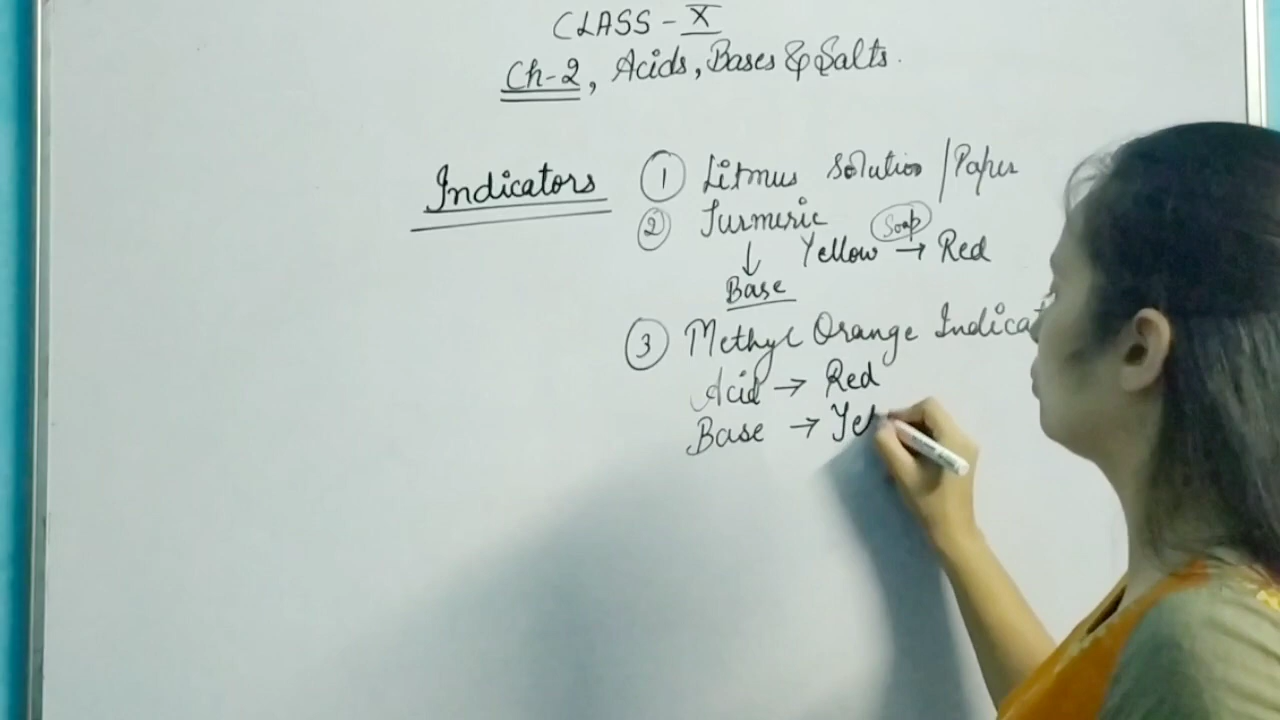 CLASS - X
Ch-2, Acids, Bases & Salts.
Indicators
① Litmus Solution / Paper
② Turmeric
Soap
↓ Yellow → Red
Base
③ Methyl Orange Indicat
Acid → Red
Base → Yel